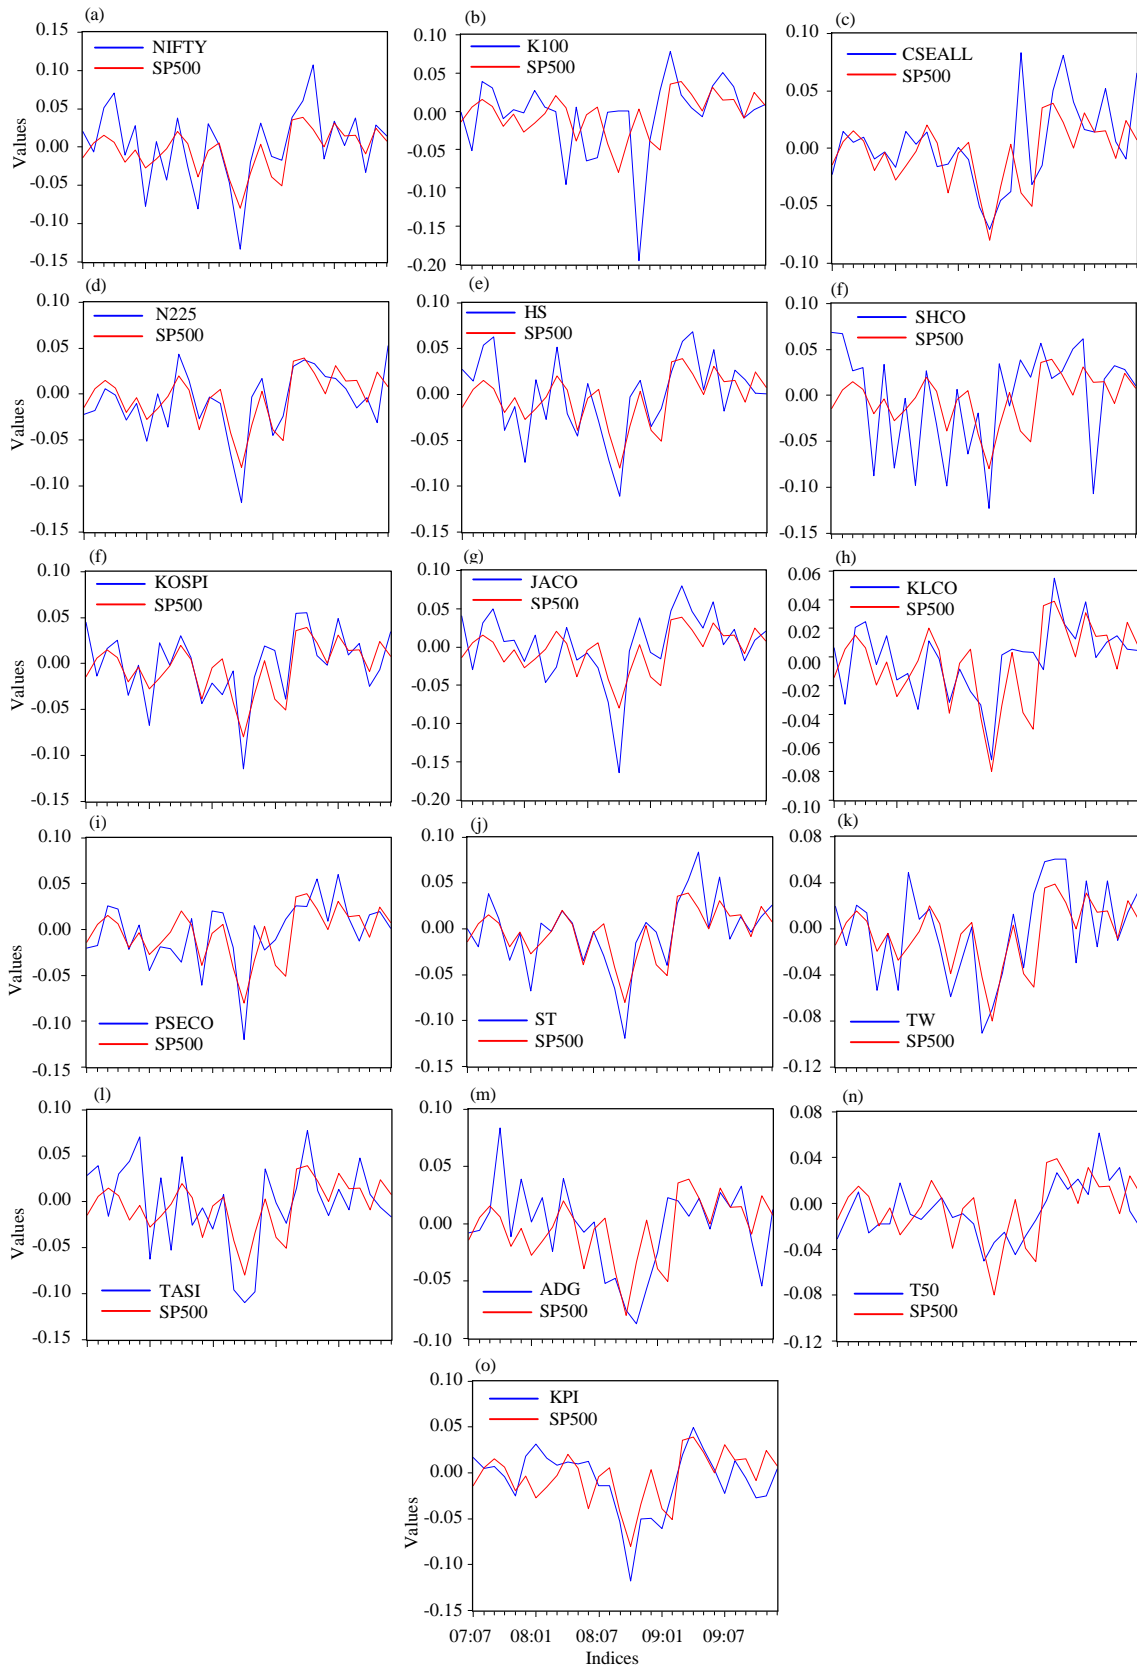 (a)
0.15
NIFTY
SP500
0.10
0.05
0.00
-0.05
-0.10
-0.15
Values
(b)
0.10
K100
SP500
0.05
0.00
-0.05
-0.10
-0.15
-0.20
(c)
0.10
CSEALL
SP500
0.05
0.00
-0.05
-0.10
(d)
0.10
N225
SP500
0.05
0.00
-0.05
-0.10
-0.15
Values
(e)
0.10
HS
SP500
0.05
0.00
-0.05
-0.10
-0.15
(f)
0.10
SHCO
SP500
0.05
0.00
-0.05
-0.10
-0.15
(f)
0.10
KOSPI
SP500
0.05
0.00
-0.05
-0.10
-0.15
(g)
0.10
JACO
SP500
0.05
0.00
-0.05
-0.10
-0.15
-0.20
(h)
0.06
KLCO
SP500
0.04
0.02
0.00
-0.02
-0.04
-0.06
-0.08
-0.10
(i)
0.10
0.05
0.00
-0.05
-0.10
-0.15
PSECO
SP500
Values
(j)
0.10
0.05
0.00
-0.05
-0.10
-0.15
ST
SP500
(k)
0.08
0.04
0.00
-0.04
-0.08
-0.12
TW
SP500
(l)
0.10
0.05
0.00
-0.05
-0.10
-0.15
TASI
SP500
(m)
0.10
0.05
0.00
-0.05
-0.10
ADG
SP500
(n)
0.08
0.04
0.00
-0.04
-0.08
-0.12
T50
SP500
(o)
0.10
KPI
SP500
0.05
0.00
-0.05
-0.10
-0.15
Values
07:07 08:01 08:07 09:01 09:07
Indices